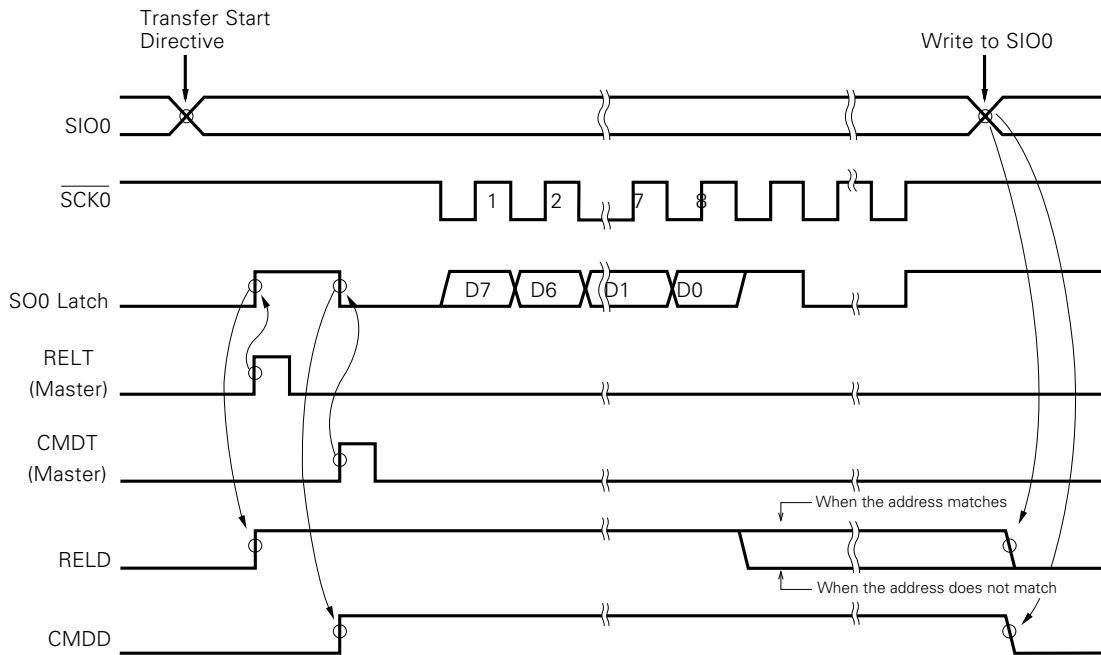 Transfer Start
Directive
Write to SIO0
SIO0
SCK0
1 2 7 8
SO0 Latch
D7 D6 D1 D0
RELT
(Master)
CMDT
(Master)
When the address matches
RELD
When the address does not match
CMDD